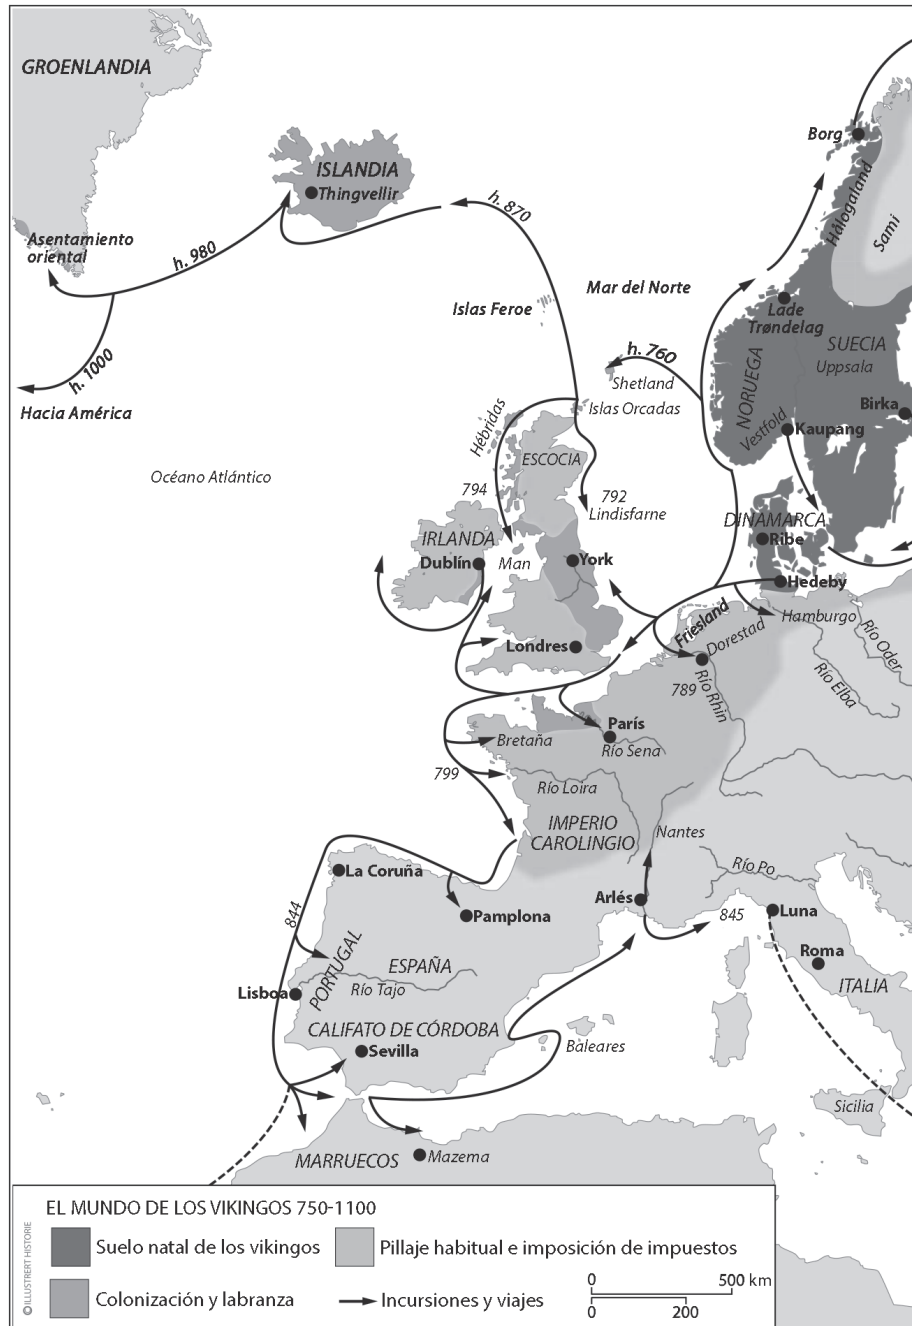 GROENLANDIA
Borg
ISLANDIA
Thingvellir
Hålogaland
Sami
h. 870
Asentamiento
oriental
h. 980
Mar del Norte
Islas Feroe
Lade
Trøndelag
SUECIA
Uppsala
h. 1000
h. 760
Shetland
NORUEGA
Hacia América
Islas Orcadas
Birka
Hébridas
Vestfold
Kaupang
ESCOCIA
Océano Atlántico
794
792
Lindisfarne
DINAMARCA
IRLANDA
Ribe
Dublín
Man
York
Hedeby
Friesland
Hamburgo
Dorestad
Río Oder
Londres
Río Elba
789
Río Rhin
París
Bretaña
Río Sena
799
Río Loira
IMPERIO
CAROLINGIO
Nantes
Río Po
La Coruña
Arlés
844
Pamplona
845
Luna
PORTUGAL
Roma
ESPAÑA
ITALIA
Lisboa
Río Tajo
CALIFATO DE CÓRDOBA
Sevilla
Baleares
Sicilia
MARRUECOS
Mazema
EL MUNDO DE LOS VIKINGOS 750-1100
Suelo natal de los vikingos
Pillaje habitual e imposición de impuestos
Colonización y labranza
Incursiones y viajes
0 500 km
0 200
© ILLUSTRERT HISTORIE